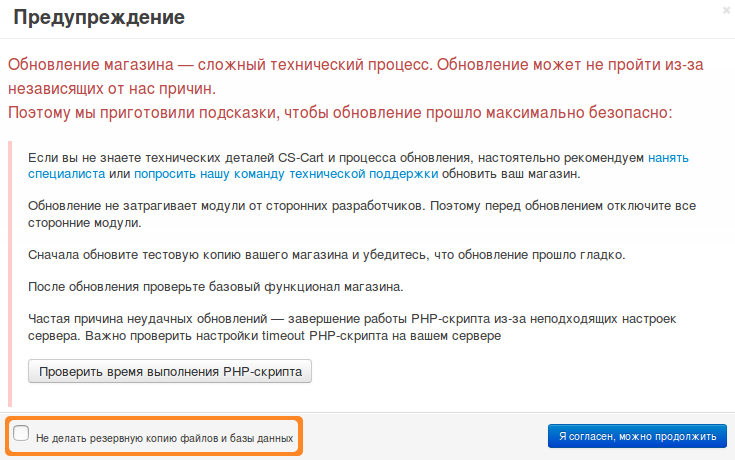 Предупреждение
Обновление магазина — сложный технический процесс. Обновление может не пройти из-за
независящих от нас причин.
Поэтому мы приготовили подсказки, чтобы обновление прошло максимально безопасно:
Если вы не знаете технических деталей CS-Cart и процесса обновления, настоятельно рекомендуем нанять
специалиста или попросить нашу команду технической поддержки обновить ваш магазин.
Обновление не затрагивает модули от сторонних разработчиков. Поэтому перед обновлением отключите все
сторонние модули.
Сначала обновите тестовую копию вашего магазина и убедитесь, что обновление прошло гладко.
После обновления проверьте базовый функционал магазина.
Частая причина неудачных обновлений — завершение работы PHP-скрипта из-за неподходящих настроек
сервера. Важно проверить настройки timeout PHP-скрипта на вашем сервере
Проверить время выполнения PHP-скрипта
Не делать резервную копию файлов и базы данных
Я согласен, можно продолжить